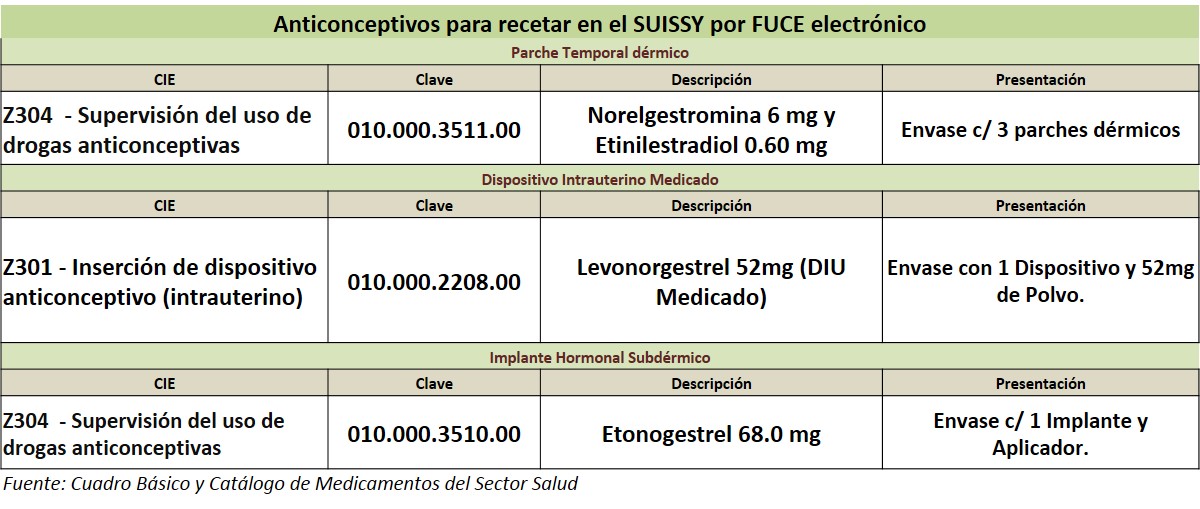 Anticonceptivos para recetar en el SUISSY por FUCE electrónico
Parche Temporal dérmico
CIE Clave Descripción Presentación
Z304 - Supervisión del uso de
drogas anticonceptivas
010.000.3511.00
Norelgestromina 6 mg y
Etinilestradiol 0.60 mg
Envase c/ 3 parches dérmicos
Dispositivo Intrauterino Medicado
CIE Clave Descripción Presentación
Z301 - Inserción de dispositivo
anticonceptivo (intrauterino)
010.000.2208.00
Levonorgestrel 52mg (DIU
Medicado)
Envase con 1 Dispositivo y 52mg
de Polvo.
Implante Hormonal Subdérmico
CIE Clave Descripción Presentación
Z304 - Supervisión del uso de
drogas anticonceptivas
010.000.3510.00
Etonogestrel 68.0 mg
Envase c/ 1 Implante y
Aplicador.
Fuente: Cuadro Básico y Catálogo de Medicamentos del Sector Salud